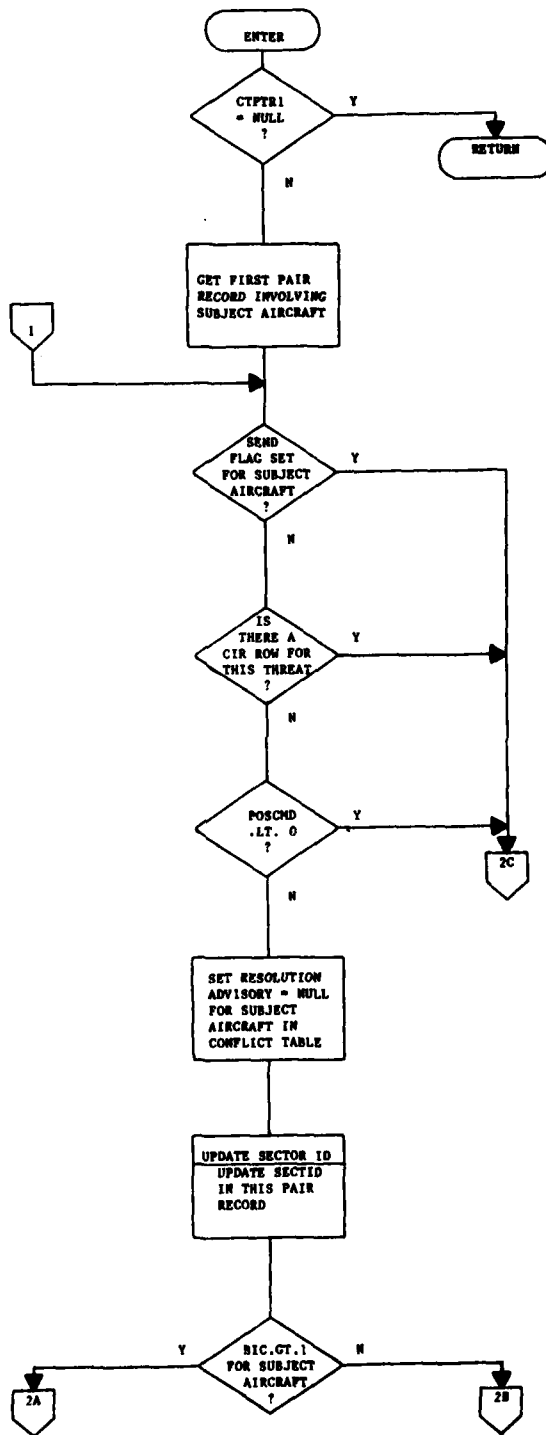 ENTER
CTPTR1
= NULL
?
Y
RETURN
N
GET FIRST PAIR
RECORD INVOLVING
SUBJECT AIRCRAFT
1
SEND
FLAG SET
FOR SUBJECT
AIRCRAFT
?
Y
N
IS
THERE A
CIR ROW FOR
THIS THREAT
?
Y
N
POSCMD
.LT. 0
?
Y
2C
N
SET RESOLUTION
ADVISORY = NULL
FOR SUBJECT
AIRCRAFT IN
CONFLICT TABLE
UPDATE SECTOR ID
UPDATE SECTID
IN THIS PAIR
RECORD
Y
BIC.GT.1
FOR SUBJECT
AIRCRAFT
?
N
2A
2B